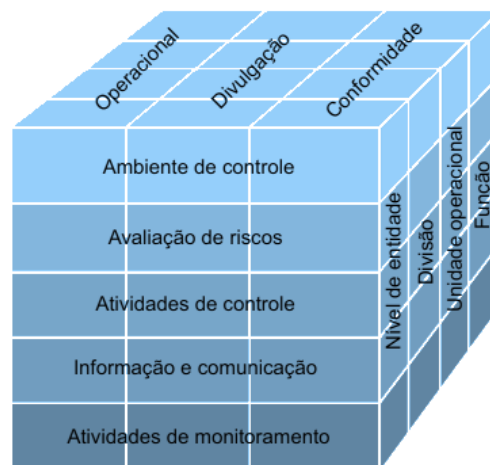 Operacional
Divulgação
Conformidade
Ambiente de controle
Avaliação de riscos
Atividades de controle
Informação e comunicação
Atividades de monitoramento
Nível de entidade
Divisão
Unidade operacional
Função